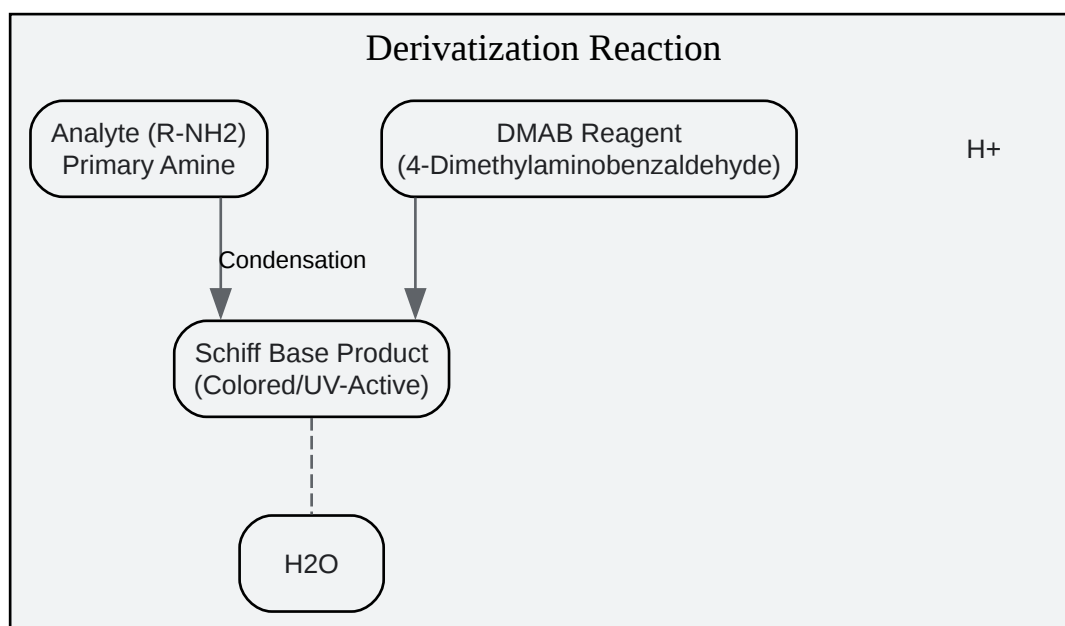 Derivatization Reaction
Analyte (R-NH2)
Primary Amine
DMAB Reagent
(4-Dimethylaminobenzaldehyde)
H+
Condensation
Schiff Base Product
(Colored/UV-Active)
H2O